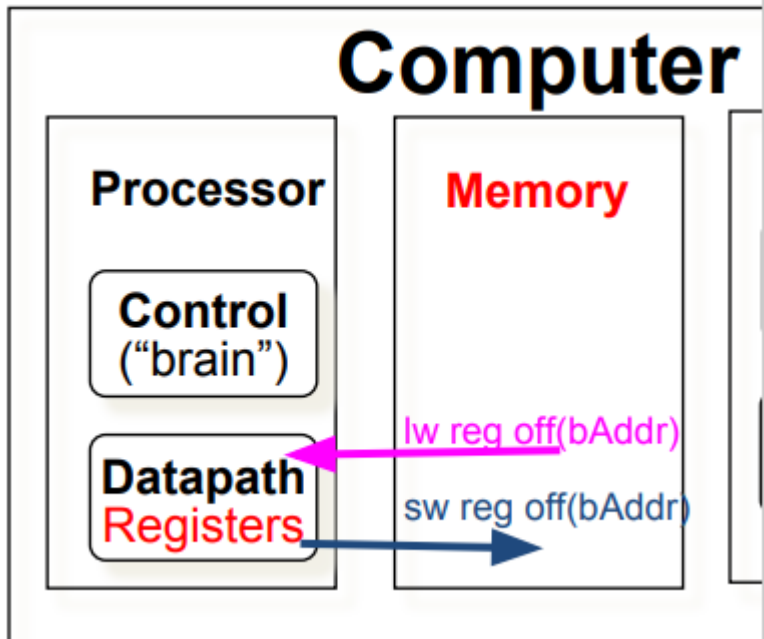 Computer
Processor
Memory
Control
(“brain”)
lw reg off(bAddr)
Datapath
Registers
sw reg off(bAddr)